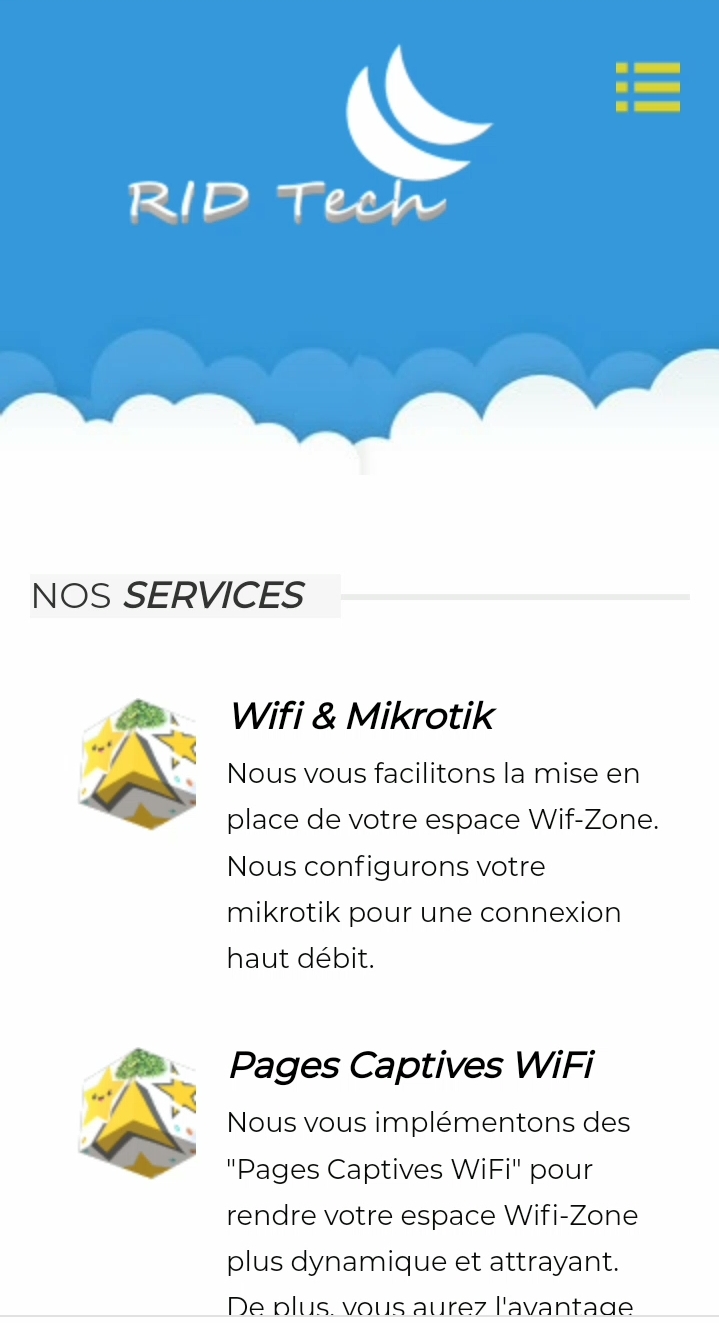 RID Tech
NOS SERVICES
Wifi & Mikrotik
Nous vous facilitons la mise en
place de votre espace Wif-Zone.
Nous configurons votre
mikrotik pour une connexion
haut débit.
Pages Captives WiFi
Nous vous implémentons des
"Pages Captives WiFi" pour
rendre votre espace Wifi-Zone
plus dynamique et attrayant.
De plus, vous aurez l'avantage